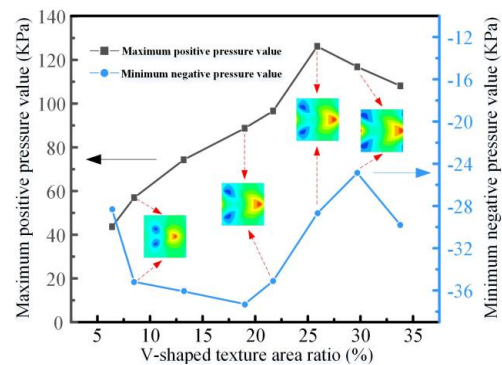 Maximum positive pressure value (KPa)
140
120
100
80
60
40
20
0
Maximum positive pressure value
Minimum negative pressure value
-12
-16
-20
-24
-28
-32
-36
Minimum negative pressure value (KPa)
5 10 15 20 25 30 35
V-shaped texture area ratio (%)